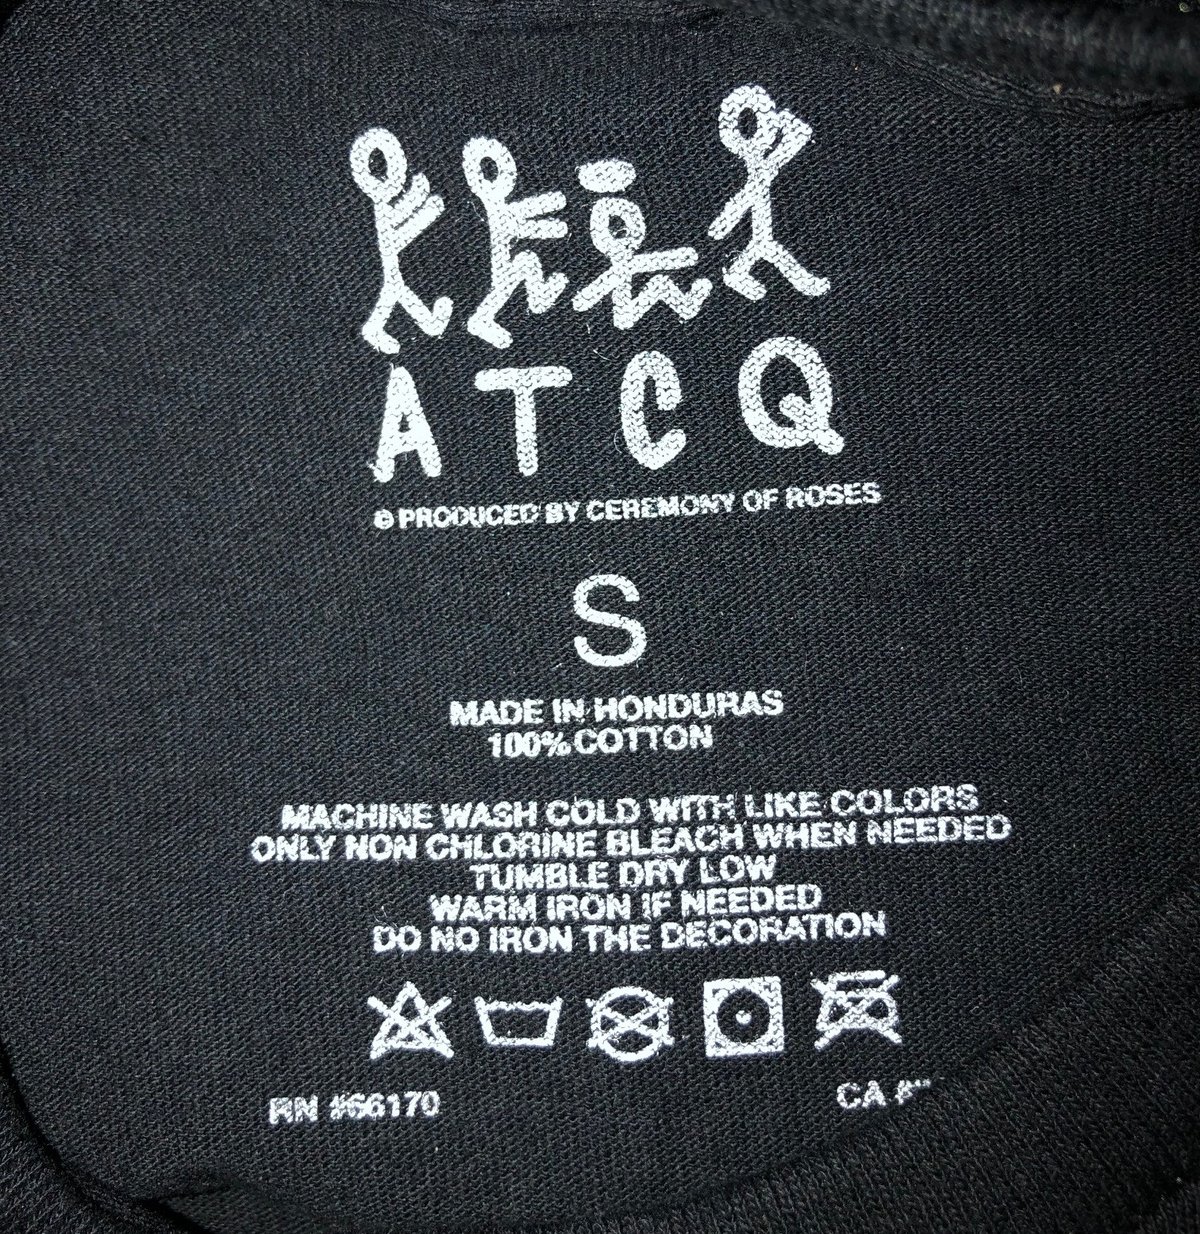 ATCQ
© PRODUCED BY CEREMONY OF ROSES
S
MADE IN HONDURAS
100% COTTON
MACHINE WASH COLD WITH LIKE COLORS
ONLY NON CHLORINE BLEACH WHEN NEEDED
TUMBLE DRY LOW
WARM IRON IF NEEDED
DO NO IRON THE DECORATION
RN #66170
CA